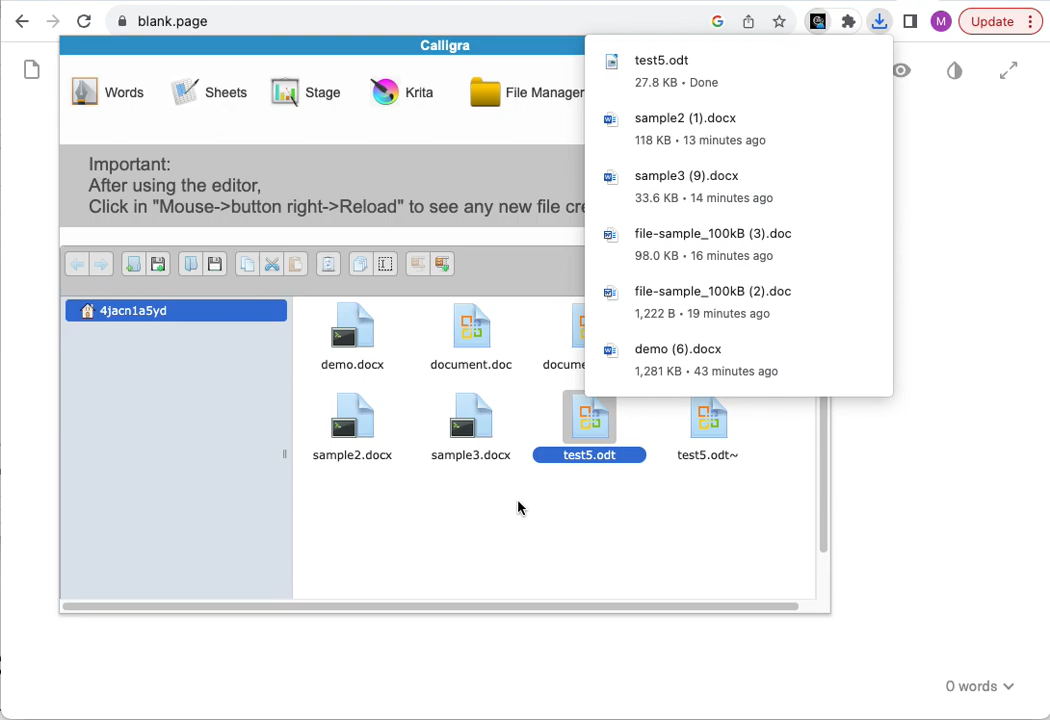 blank.page
M
Update
Calligra
Words
Sheets
Stage
Krita
File Manager
Important:
After using the editor,
Click in "Mouse->button right->Reload" to see any new file cre
test5.odt
27.8 KB • Done
sample2 (1).docx
118 KB • 13 minutes ago
sample3 (9).docx
33.6 KB • 14 minutes ago
file-sample_100kB (3).doc
98.0 KB • 16 minutes ago
file-sample_100kB (2).doc
1,222 B • 19 minutes ago
demo (6).docx
1,281 KB • 43 minutes ago
4jacn1a5yd
demo.docx
document.doc
docume
sample2.docx
sample3.docx
test5.odt
test5.odt~
0 words